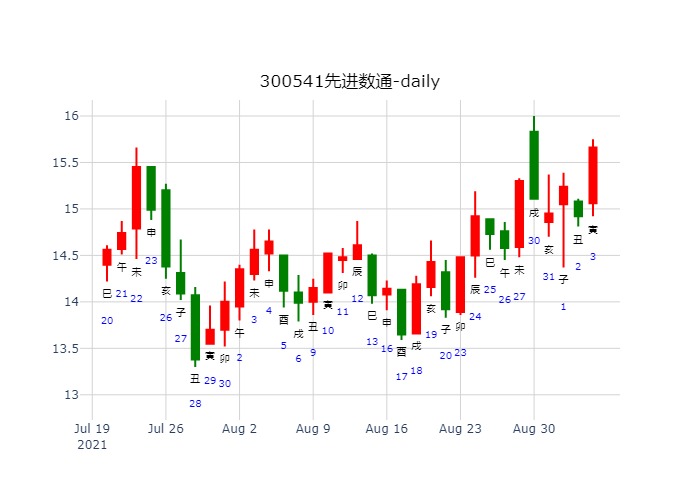 300541先进数通-daily
16
15.5
15
14.5
14
13.5
13
巳
20
午
21
未
22
申
23
亥
26
子
27
丑
28
寅
29
卯
30
午
2
未
3
申
4
酉
5
戌
6
丑
9
寅
10
卯
11
辰
12
巳
13
申
16
酉
17
戌
18
亥
19
子
20
卯
23
辰
24
巳
25
午
26
未
27
戌
30
亥
31
子
1
丑
2
寅
3
Jul 19 Jul 26 Aug 2 Aug 9 Aug 16 Aug 23 Aug 30
2021